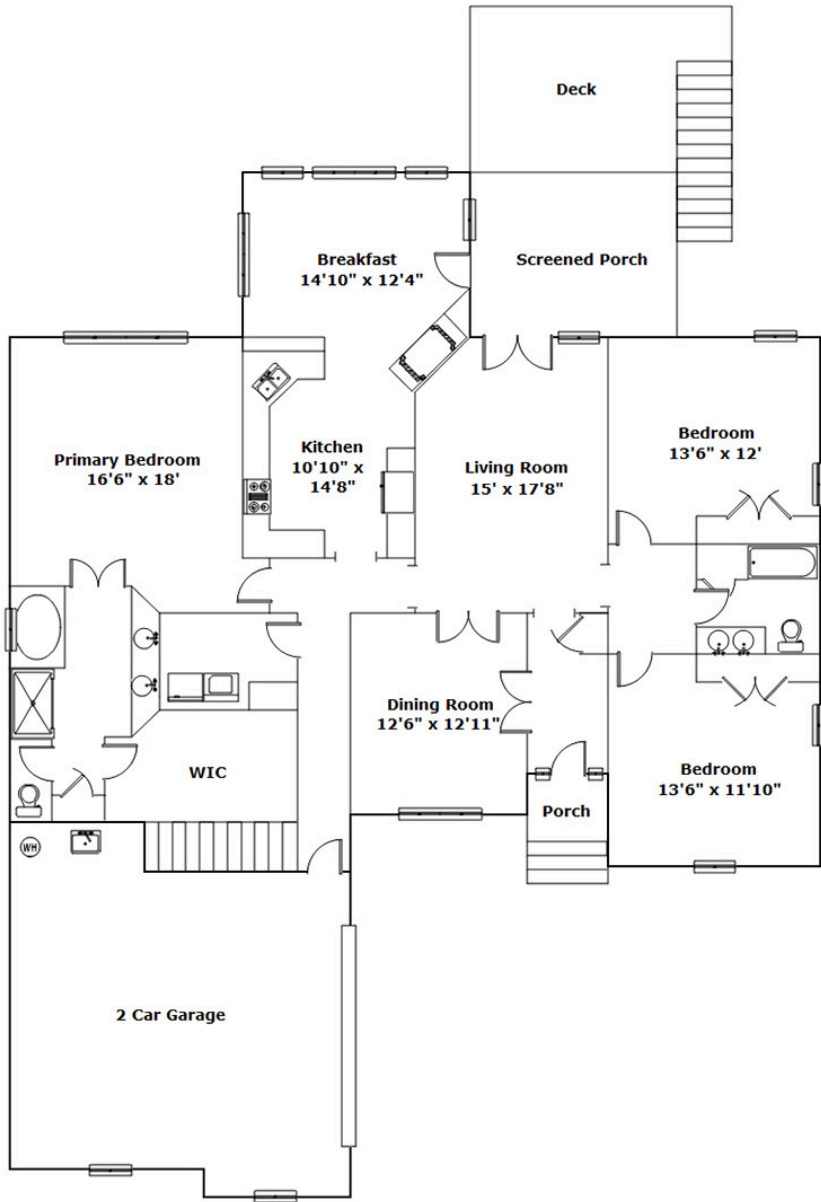 Deck
Breakfast
14'10" x 12'4"
Screened Porch
Primary Bedroom
16'6" x 18'
Kitchen
10'10" x
14'8"
Living Room
15' x 17'8"
Bedroom
13'6" x 12'
Dining Room
12'6" x 12'11"
WIC
Bedroom
13'6" x 11'10"
Porch
WH
2 Car Garage